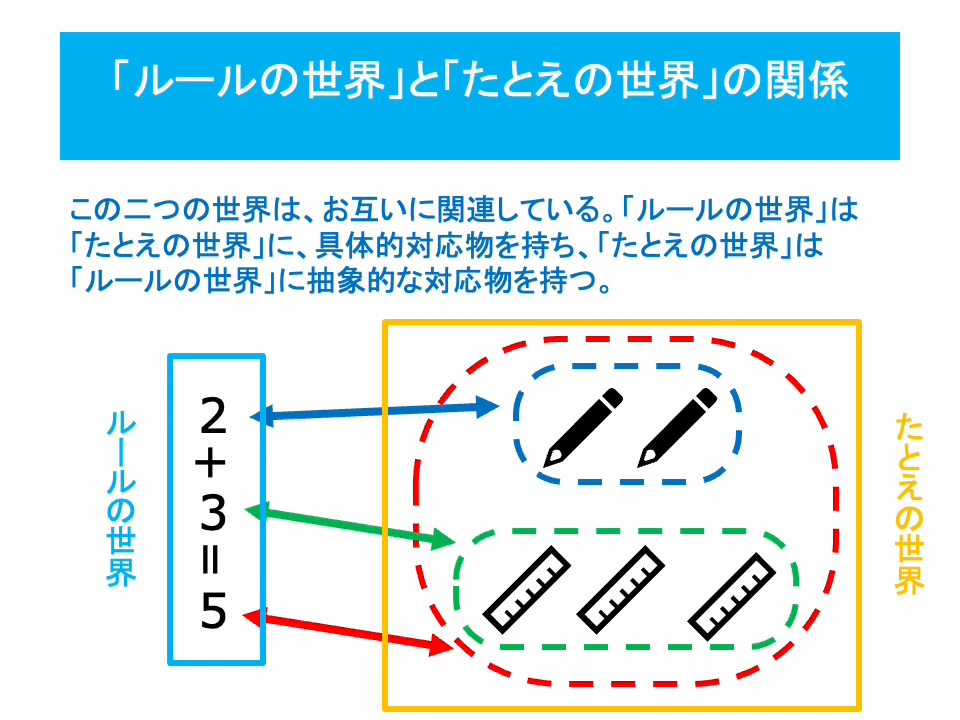 「ルールの世界」と「たとえの世界」の関係
この二つの世界は、お互いに関連している。「ルールの世界」は
「たとえの世界」に、具体的対応物を持ち、「たとえの世界」は
「ルールの世界」に抽象的な対応物を持つ。
ルールの世界
2+3=5
たとえの世界